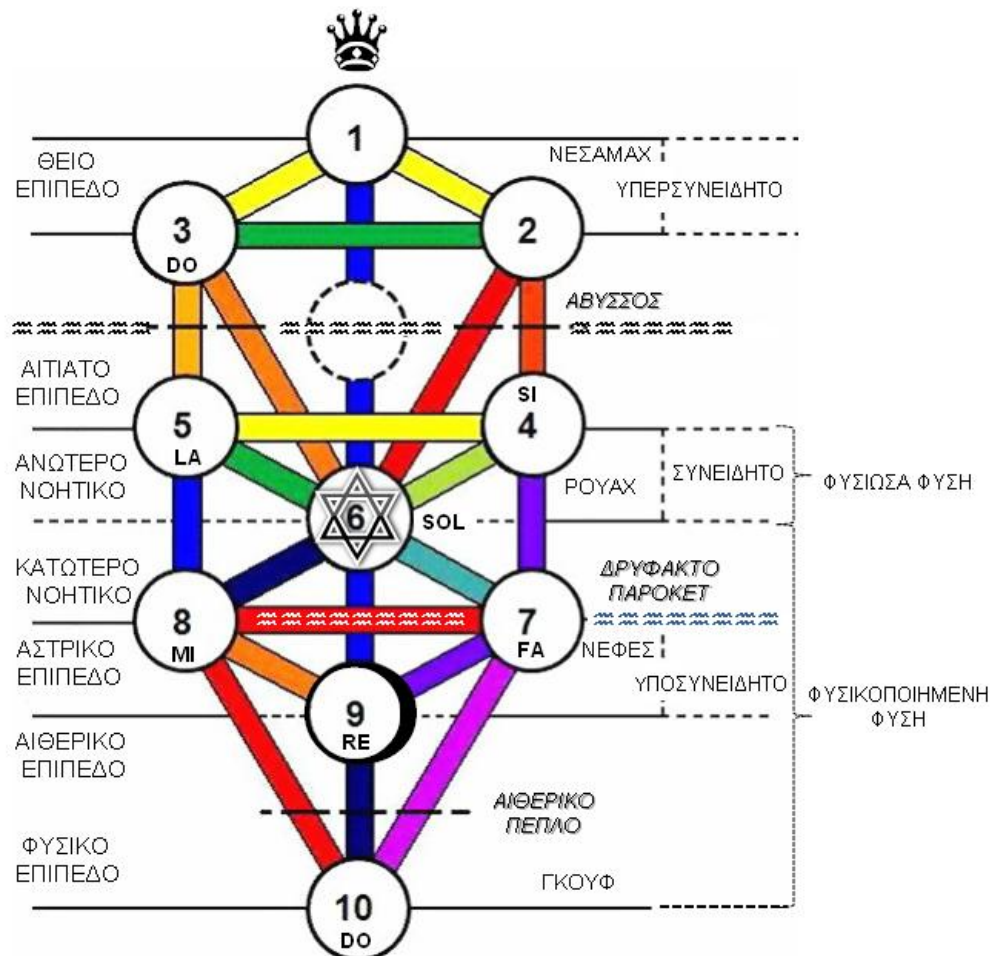 1
ΝΕΣΑΜΑΧ
ΘΕΙΟ
ΕΠΙΠΕΔΟ
ΥΠΕΡΣΥΝΕΙΔΗΤΟ
3
DO
2
ΑΒΥΣΣΟΣ
ΑΙΤΙΑΤΟ
ΕΠΙΠΕΔΟ
5
LA
SI
4
ΑΝΩΤΕΡΟ
ΝΟΗΤΙΚΟ
ΡΟΥΑΧ
ΣΥΝΕΙΔΗΤΟ
ΦΥΣΙΩΣΑ ΦΥΣΗ
6
SOL
ΚΑΤΩΤΕΡΟ
ΝΟΗΤΙΚΟ
ΔΡΥΦΑΚΤΟ
ΠΑΡΟΚΕΤ
8
MI
7
FA
ΝΕΦΕΣ
ΑΣΤΡΙΚΟ
ΕΠΙΠΕΔΟ
ΥΠΟΣΥΝΕΙΔΗΤΟ
ΦΥΣΙΚΟΠΟΙΗΜΕΝΗ
ΦΥΣΗ
9
RE
ΑΙΘΕΡΙΚΟ
ΕΠΙΠΕΔΟ
ΑΙΘΕΡΙΚΟ
ΠΕΠΛΟ
ΦΥΣΙΚΟ
ΕΠΙΠΕΔΟ
ΓΚΟΥΦ
10
DO